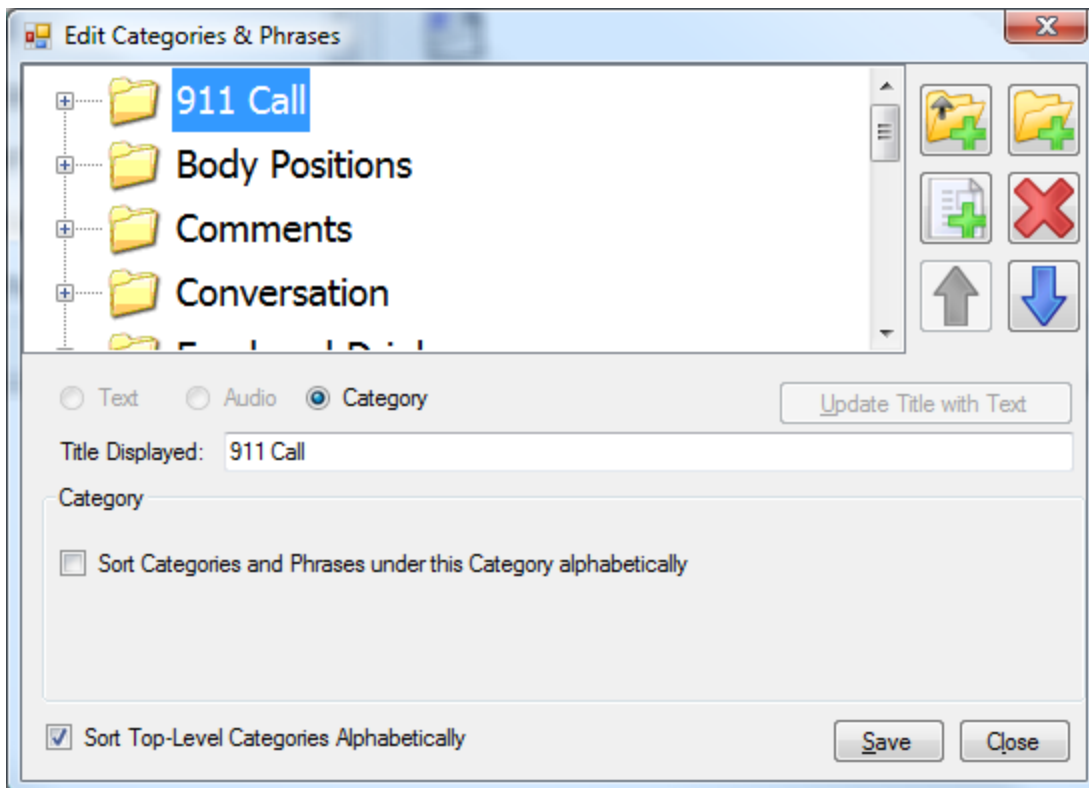 Edit Categories & Phrases
911 Call
Body Positions
Comments
Conversation
Text Audio Category
Update Title with Text
Title Displayed: 911 Call
Category
Sort Categories and Phrases under this Category alphabetically
Sort Top-Level Categories Alphabetically
Save Close